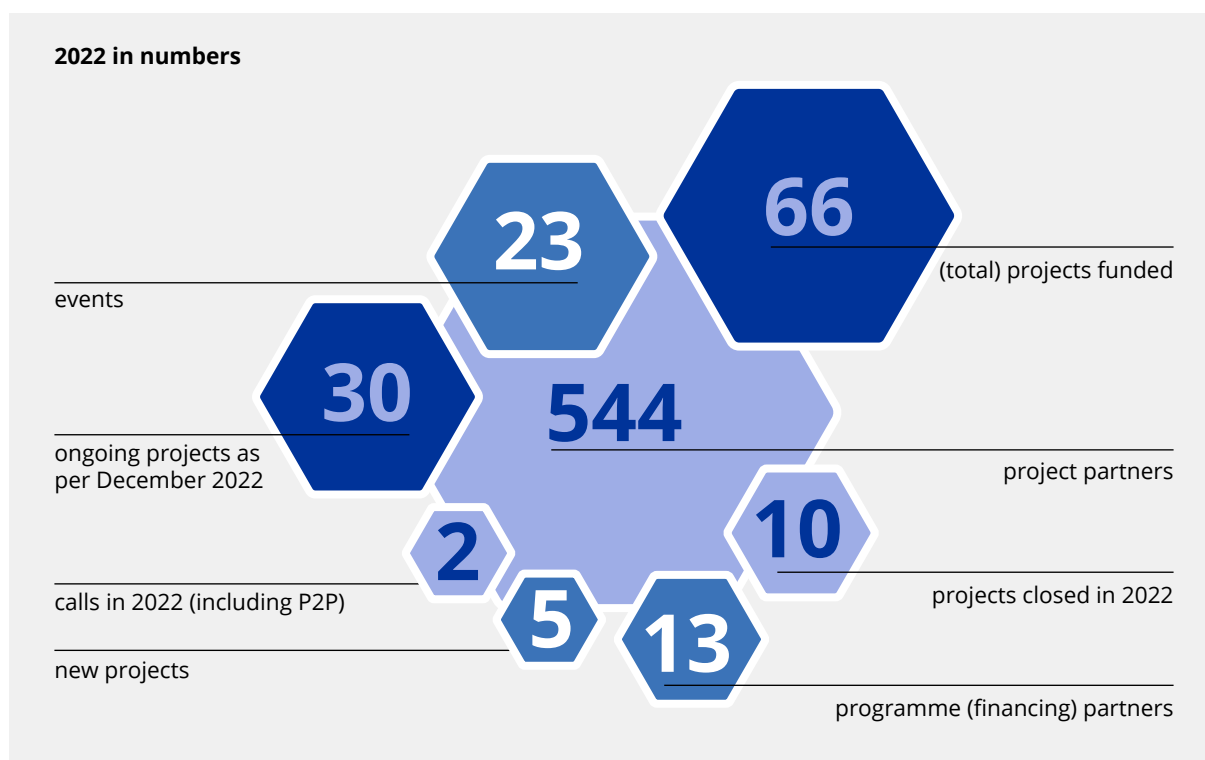 2022 in numbers
66
(total) projects funded
23
events
30
ongoing projects as
per December 2022
544
project partners
10
projects closed in 2022
2
calls in 2022 (including P2P)
5
new projects
13
programme (financing) partners